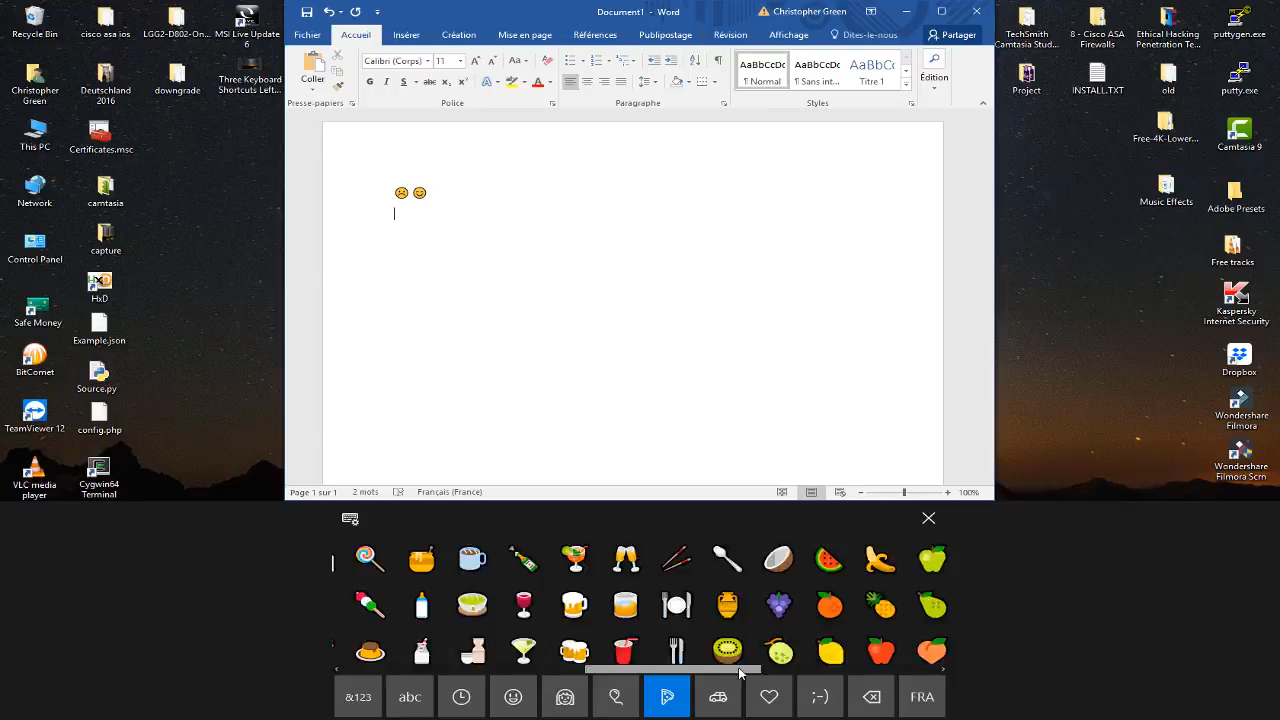 Recycle Bin
cisco asa ios
LGG2-D802-On...
MSI Live Update
6
Christopher
Green
Deutschland
2016
downgrade
Three Keyboard
Shortcuts Left...
This PC
Certificates.msc
Network
camtasia
Control Panel
capture
HxD
Safe Money
Example.json
BitComet
Source.py
TeamViewer 12
config.php
VLC media
player
Cygwin64
Terminal
Document1 - Word
Christopher Green
Fichier
Accueil
Insérer
Création
Mise en page
Références
Publipostage
Révision
Affichage
Dites-le-nous
Partager
Coller
Calibri (Corps)
11
A A Aa
G I S abc x₂ x² A
AaBbCcDc
AaBbCcDc
AaBbC
¶ Normal
¶ Sans int...
Titre 1
Édition
Presse-papiers
Police
Paragraphe
Styles
☹ 😊
Page 1 sur 1
2 mots
Français (France)
100%
&123
abc
;-)
FRA
TechSmith
Camtasia Stud...
8 - Cisco ASA
Firewalls
Ethical Hacking
Penetration Te...
puttygen.exe
Project
INSTALL.TXT
old
putty.exe
Free-4K-Lower...
Camtasia 9
Music Effects
Adobe Presets
Free tracks
Kaspersky
Internet Security
Dropbox
Wondershare
Filmora
Wondershare
Filmora Scrn